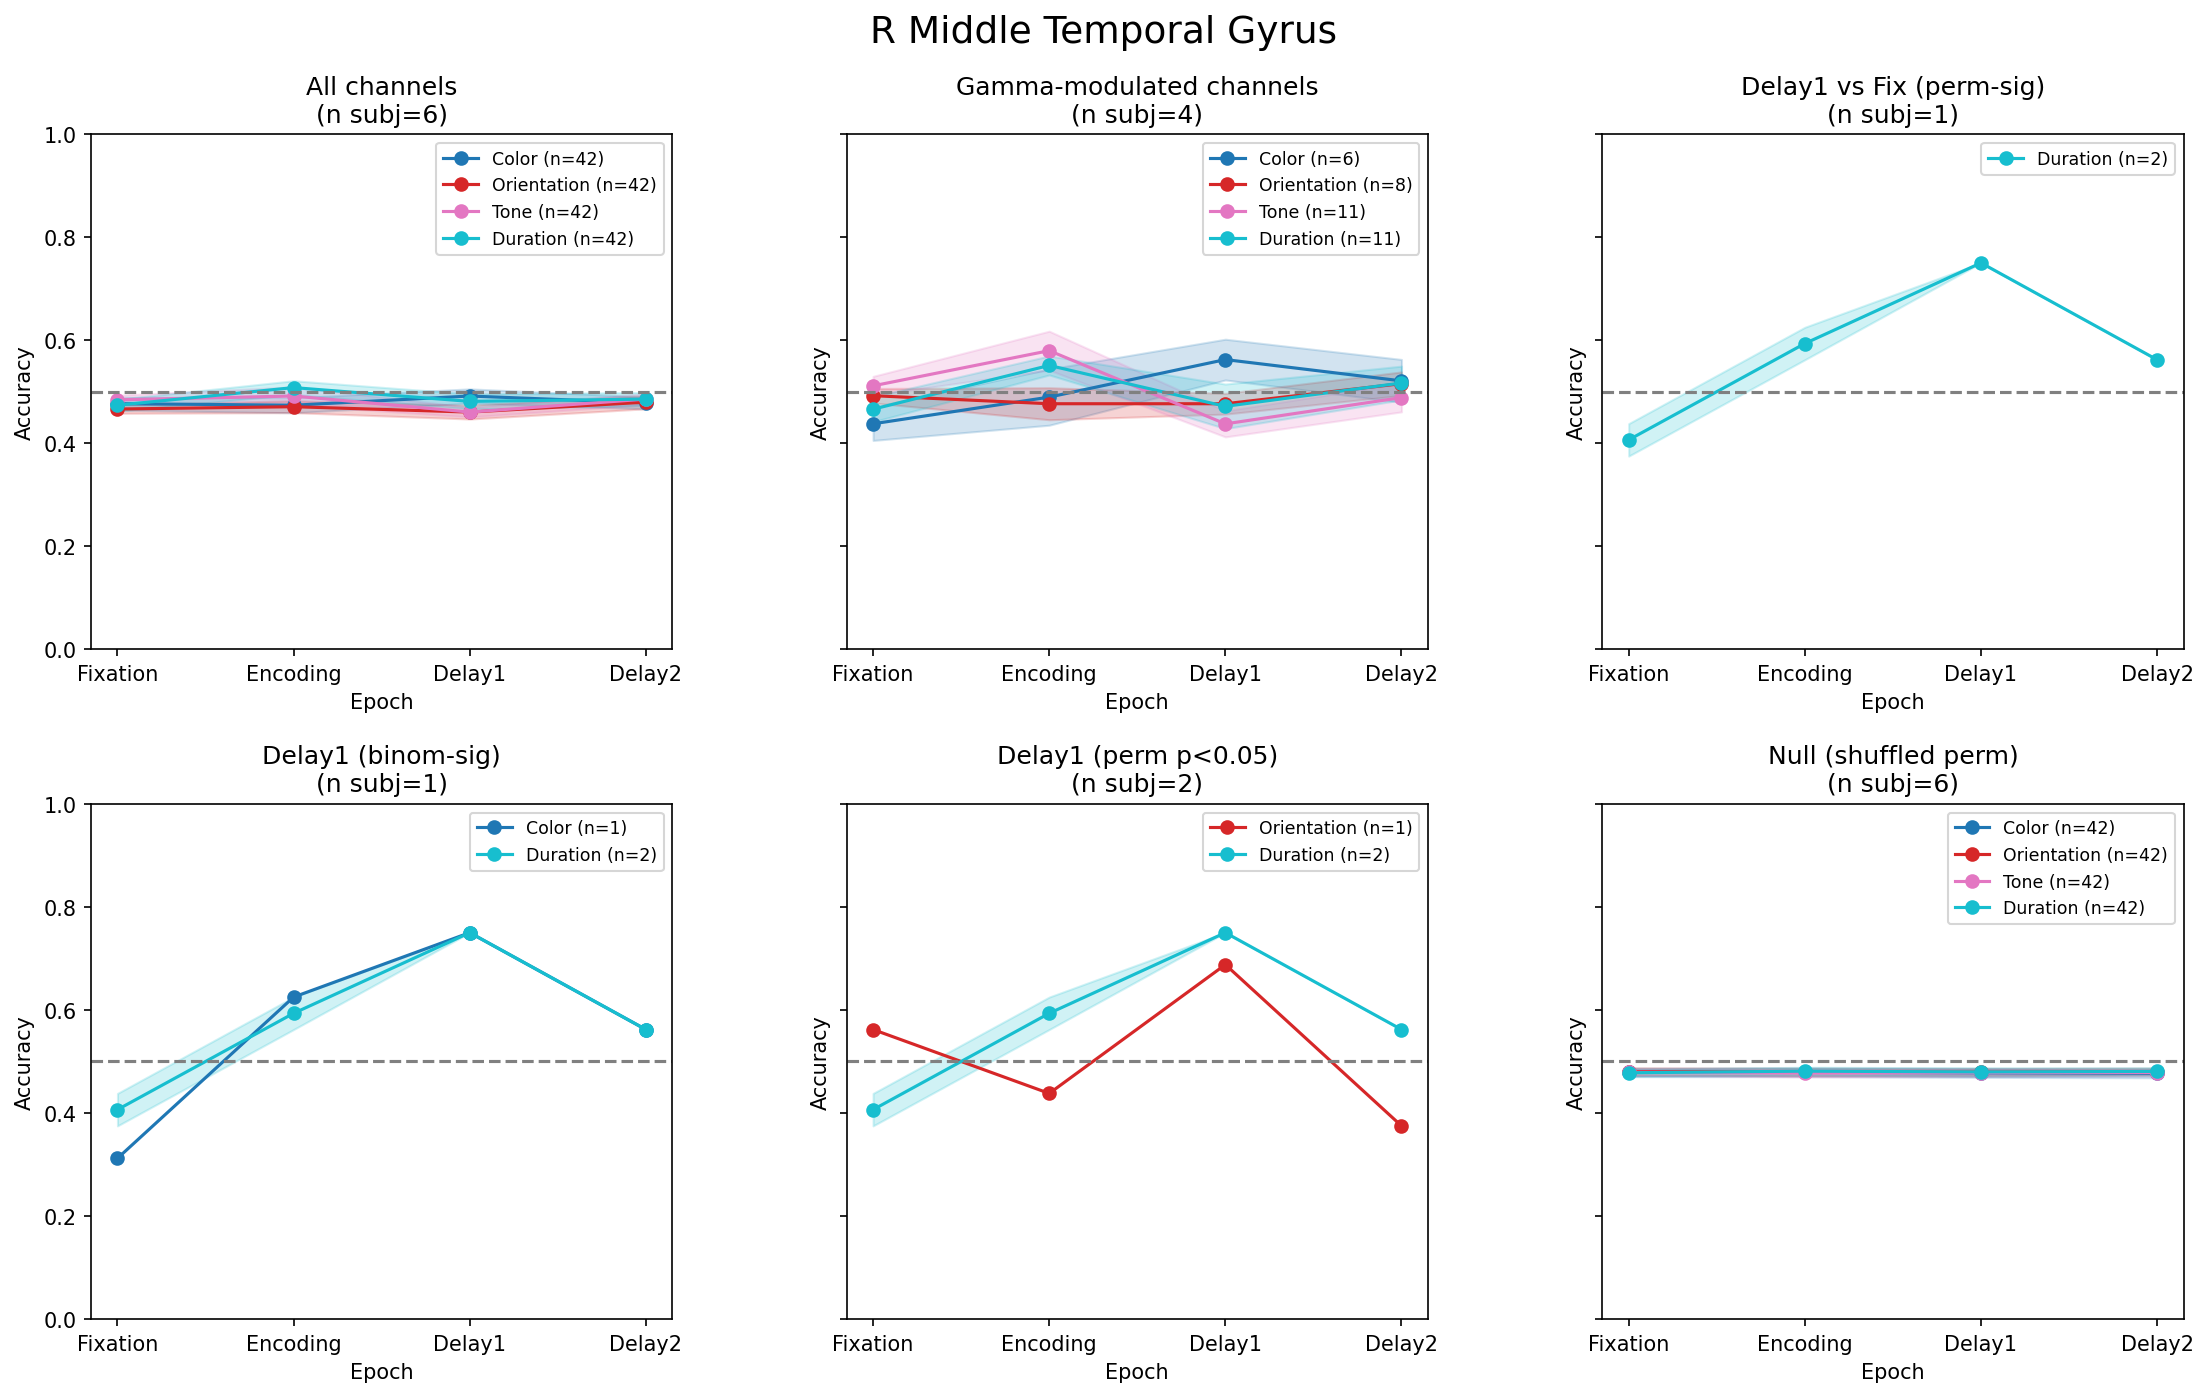 R Middle Temporal Gyrus
All channels
(n subj=6)
Accuracy
1.0
0.8
0.6
0.4
0.2
0.0
Color (n=42)
Orientation (n=42)
Tone (n=42)
Duration (n=42)
Fixation Encoding Delay1 Delay2
Epoch
Gamma-modulated channels
(n subj=4)
Accuracy
Color (n=6)
Orientation (n=8)
Tone (n=11)
Duration (n=11)
Fixation Encoding Delay1 Delay2
Epoch
Delay1 vs Fix (perm-sig)
(n subj=1)
Accuracy
Duration (n=2)
Fixation Encoding Delay1 Delay2
Epoch
Delay1 (binom-sig)
(n subj=1)
Accuracy
1.0
0.8
0.6
0.4
0.2
0.0
Color (n=1)
Duration (n=2)
Fixation Encoding Delay1 Delay2
Epoch
Delay1 (perm p<0.05)
(n subj=2)
Accuracy
Orientation (n=1)
Duration (n=2)
Fixation Encoding Delay1 Delay2
Epoch
Null (shuffled perm)
(n subj=6)
Accuracy
Color (n=42)
Orientation (n=42)
Tone (n=42)
Duration (n=42)
Fixation Encoding Delay1 Delay2
Epoch